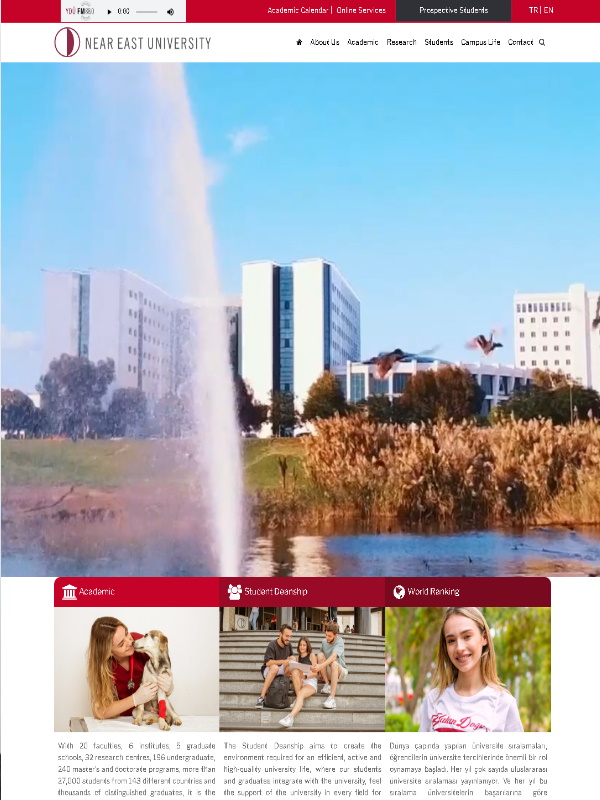 YDÜ FM88.0
0:00
Academic Calendar | Online Services
Prospective Students
TR | EN
NEAR EAST UNIVERSITY
About Us Academic Research Students Campus Life Contact
Academic
Student Deanship
World Ranking
With 20 faculties, 6 institutes, 5 graduate
schools, 32 research centres, 196 undergraduate,
240 master's and doctorate programs, more than
27,000 students from 143 different countries and
thousands of distinguished graduates, it is the
The Student Deanship aims to create the
environment required for an efficient, active and
high-quality university life, where our students
and graduates integrate with the university, feel
the support of the university in every field for
Dünya çapında yapılan üniversite sıralamaları,
öğrencilerin üniversite tercihlerinde önemli bir rol
oynamaya başladı. Her yıl çok sayıda uluslararası
üniversite sıralaması yayınlanıyor. Ve her yıl bu
sıralama üniversitelerin başarılarına göre